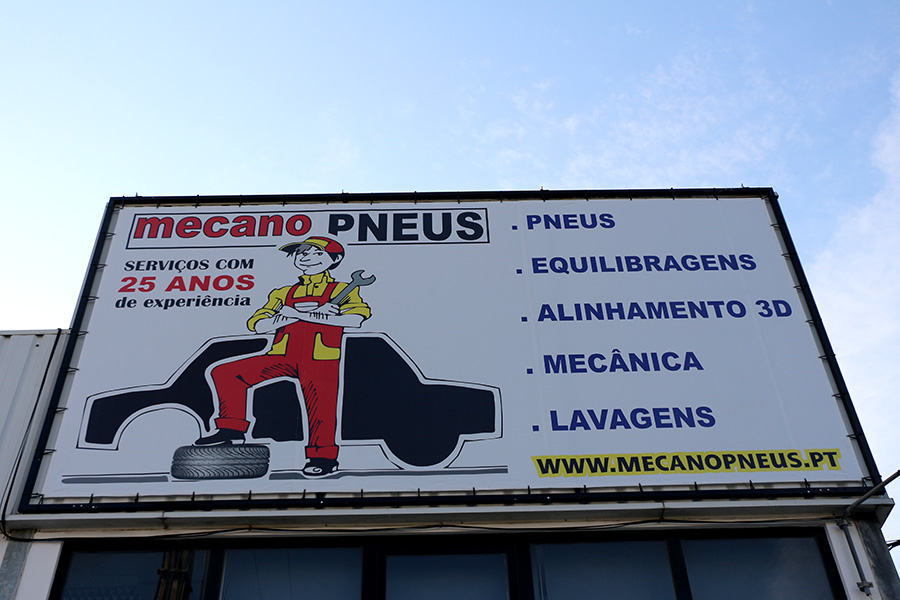 mecano PNEUS
SERVIÇOS COM
25 ANOS
de experiência
. PNEUS
. EQUILIBRAGENS
. ALINHAMENTO 3D
. MECÂNICA
. LAVAGENS
WWW.MECANOPNEUS.PT